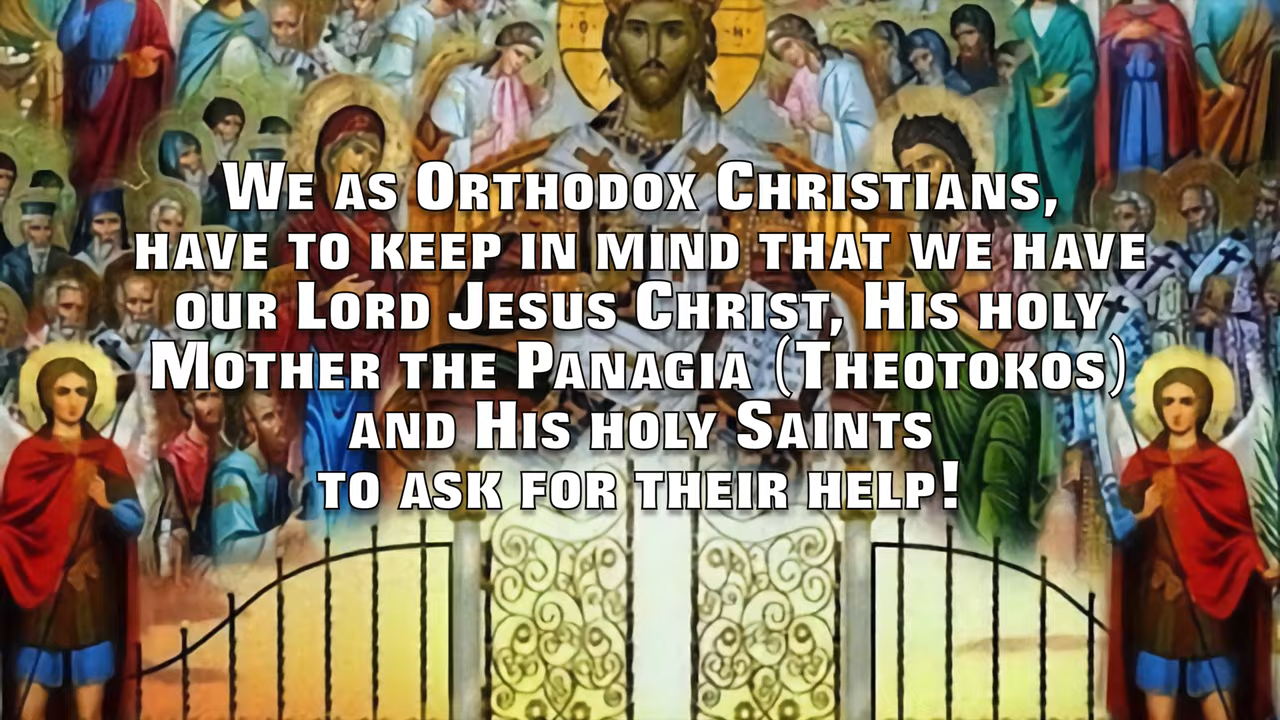 We as Orthodox Christians,
have to keep in mind that we have
our Lord Jesus Christ, His holy
Mother the Panagia (Theotokos)
and His holy Saints
to ask for their help!